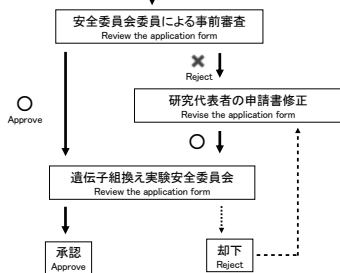 安全委員会委員による事前審査
Review the application form
Reject
Approve
研究代表者の申請書修正
Revise the application form
遺伝子組換え実験安全委員会
Review the application form
承認
Approve
却下
Reject